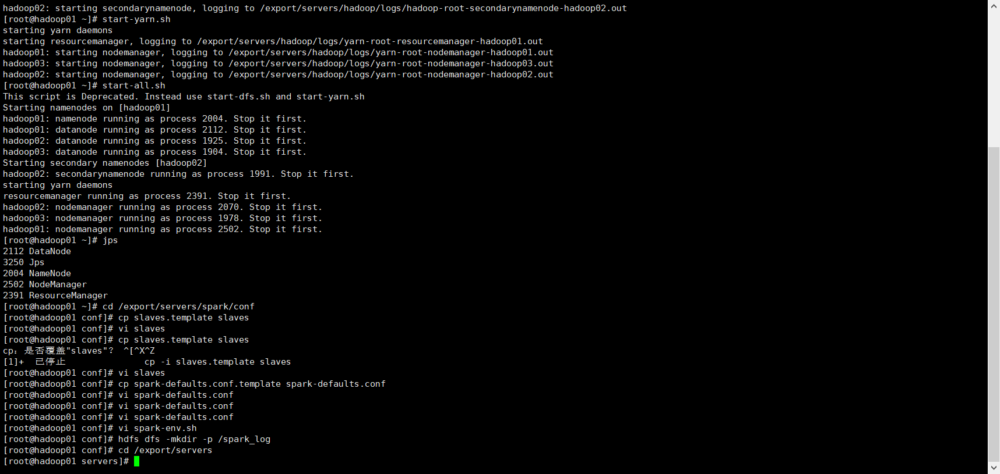 hadoop02: starting secondarynamenode, logging to /export/servers/hadoop/logs/hadoop-root-secondarynamenode-hadoop02.out
[root@hadoop01 ~]# start-yarn.sh
starting yarn daemons
starting resourcemanager, logging to /export/servers/hadoop/logs/yarn-root-resourcemanager-hadoop01.out
hadoop01: starting nodemanager, logging to /export/servers/hadoop/logs/yarn-root-nodemanager-hadoop01.out
hadoop03: starting nodemanager, logging to /export/servers/hadoop/logs/yarn-root-nodemanager-hadoop03.out
hadoop02: starting nodemanager, logging to /export/servers/hadoop/logs/yarn-root-nodemanager-hadoop02.out
[root@hadoop01 ~]# start-all.sh
This script is Deprecated. Instead use start-dfs.sh and start-yarn.sh
Starting namenodes on [hadoop01]
hadoop01: namenode running as process 2004. Stop it first.
hadoop01: datanode running as process 2112. Stop it first.
hadoop02: datanode running as process 1925. Stop it first.
hadoop03: datanode running as process 1904. Stop it first.
Starting secondary namenodes [hadoop02]
hadoop02: secondarynamenode running as process 1991. Stop it first.
starting yarn daemons
resourcemanager running as process 2391. Stop it first.
hadoop02: nodemanager running as process 2070. Stop it first.
hadoop03: nodemanager running as process 1978. Stop it first.
hadoop01: nodemanager running as process 2502. Stop it first.
[root@hadoop01 ~]# jps
2112 DataNode
3250 Jps
2004 NameNode
2502 NodeManager
2391 ResourceManager
[root@hadoop01 ~]# cd /export/servers/spark/conf
[root@hadoop01 conf]# cp slaves.template slaves
[root@hadoop01 conf]# vi slaves
[root@hadoop01 conf]# cp slaves.template slaves
cp：是否覆盖"slaves"？ ^[^X^Z
[1]+  已停止               cp -i slaves.template slaves
[root@hadoop01 conf]# vi slaves
[root@hadoop01 conf]# cp spark-defaults.conf.template spark-defaults.conf
[root@hadoop01 conf]# vi spark-defaults.conf
[root@hadoop01 conf]# vi spark-defaults.conf
[root@hadoop01 conf]# vi spark-defaults.conf
[root@hadoop01 conf]# vi spark-env.sh
[root@hadoop01 conf]# hdfs dfs -mkdir -p /spark_log
[root@hadoop01 conf]# cd /export/servers
[root@hadoop01 servers]#